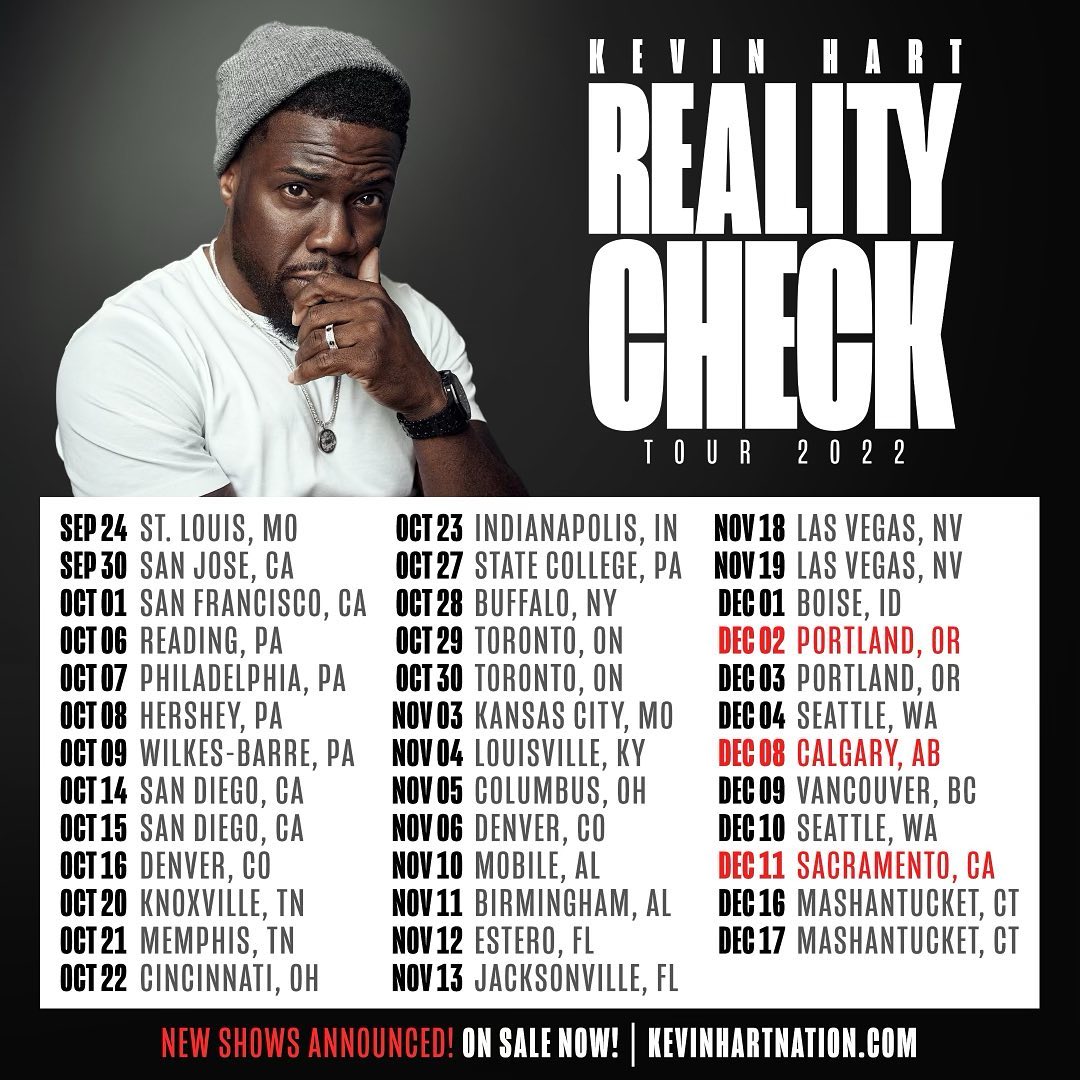 KEVIN HART
REALITY
CHECK
TOUR 2022
SEP 24 ST. LOUIS, MO
SEP 30 SAN JOSE, CA
OCT 01 SAN FRANCISCO, CA
OCT 06 READING, PA
OCT 07 PHILADELPHIA, PA
OCT 08 HERSHEY, PA
OCT 09 WILKES-BARRE, PA
OCT 14 SAN DIEGO, CA
OCT 15 SAN DIEGO, CA
OCT 16 DENVER, CO
OCT 20 KNOXVILLE, TN
OCT 21 MEMPHIS, TN
OCT 22 CINCINNATI, OH
OCT 23 INDIANAPOLIS, IN
OCT 27 STATE COLLEGE, PA
OCT 28 BUFFALO, NY
OCT 29 TORONTO, ON
OCT 30 TORONTO, ON
NOV 03 KANSAS CITY, MO
NOV 04 LOUISVILLE, KY
NOV 05 COLUMBUS, OH
NOV 06 DENVER, CO
NOV 10 MOBILE, AL
NOV 11 BIRMINGHAM, AL
NOV 12 ESTERO, FL
NOV 13 JACKSONVILLE, FL
NOV 18 LAS VEGAS, NV
NOV 19 LAS VEGAS, NV
DEC 01 BOISE, ID
DEC 02 PORTLAND, OR
DEC 03 PORTLAND, OR
DEC 04 SEATTLE, WA
DEC 08 CALGARY, AB
DEC 09 VANCOUVER, BC
DEC 10 SEATTLE, WA
DEC 11 SACRAMENTO, CA
DEC 16 MASHANTUCKET, CT
DEC 17 MASHANTUCKET, CT
NEW SHOWS ANNOUNCED! ON SALE NOW! | KEVINHARTNATION.COM